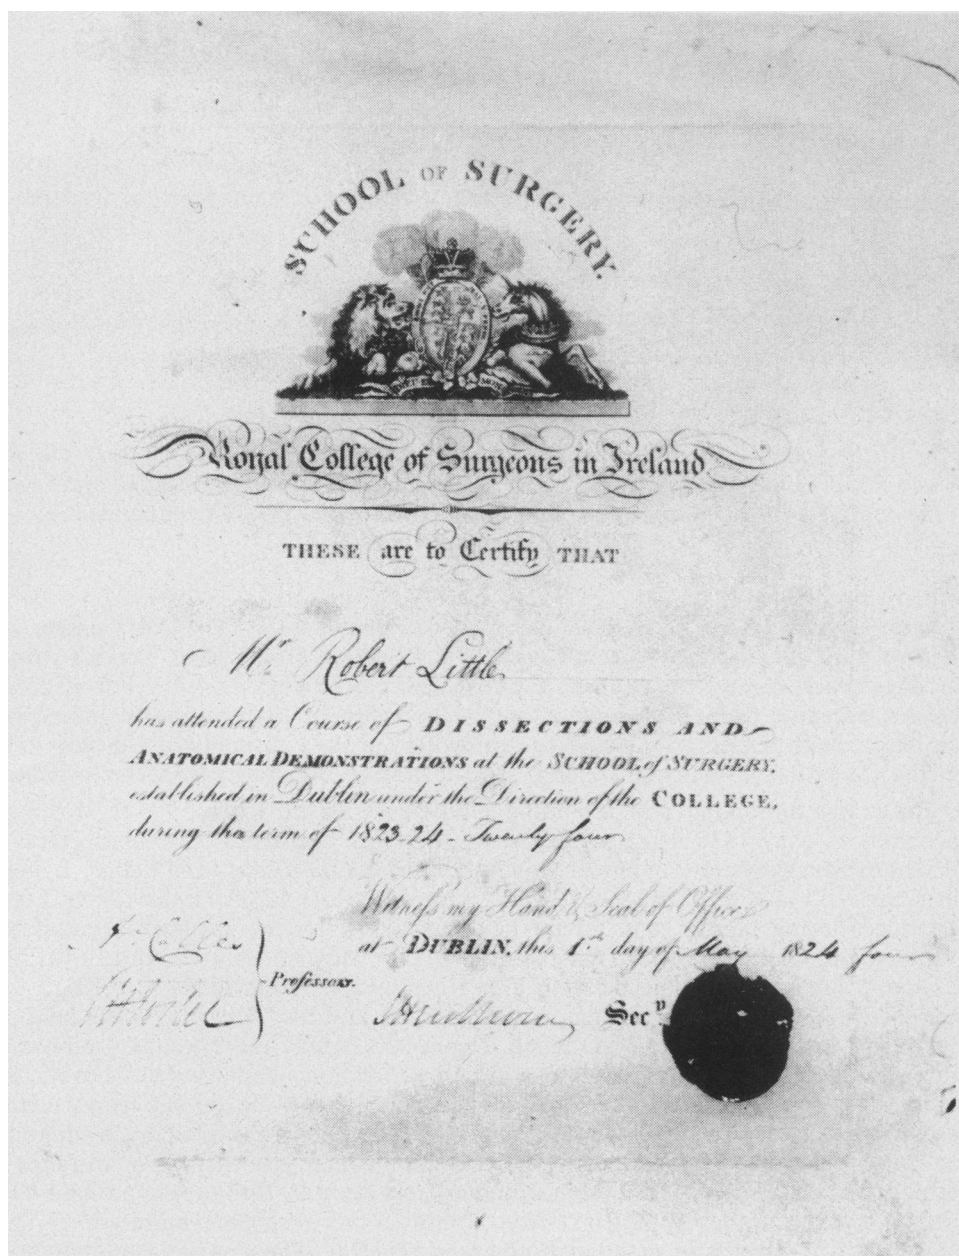 SCHOOL OF SURGERY.
Royal College of Surgeons in Ireland
THESE are to Certify THAT
Mr. Robert Little
has attended a Course of DISSECTIONS AND
ANATOMICAL DEMONSTRATIONS at the SCHOOL of SURGERY,
established in Dublin under the Direction of the COLLEGE,
during the term of 1823-24 - Twenty four
Witness my Hand & Seal of Office
at DUBLIN, this 1st day of May 1824 four
Colles
Professors.
Secy.